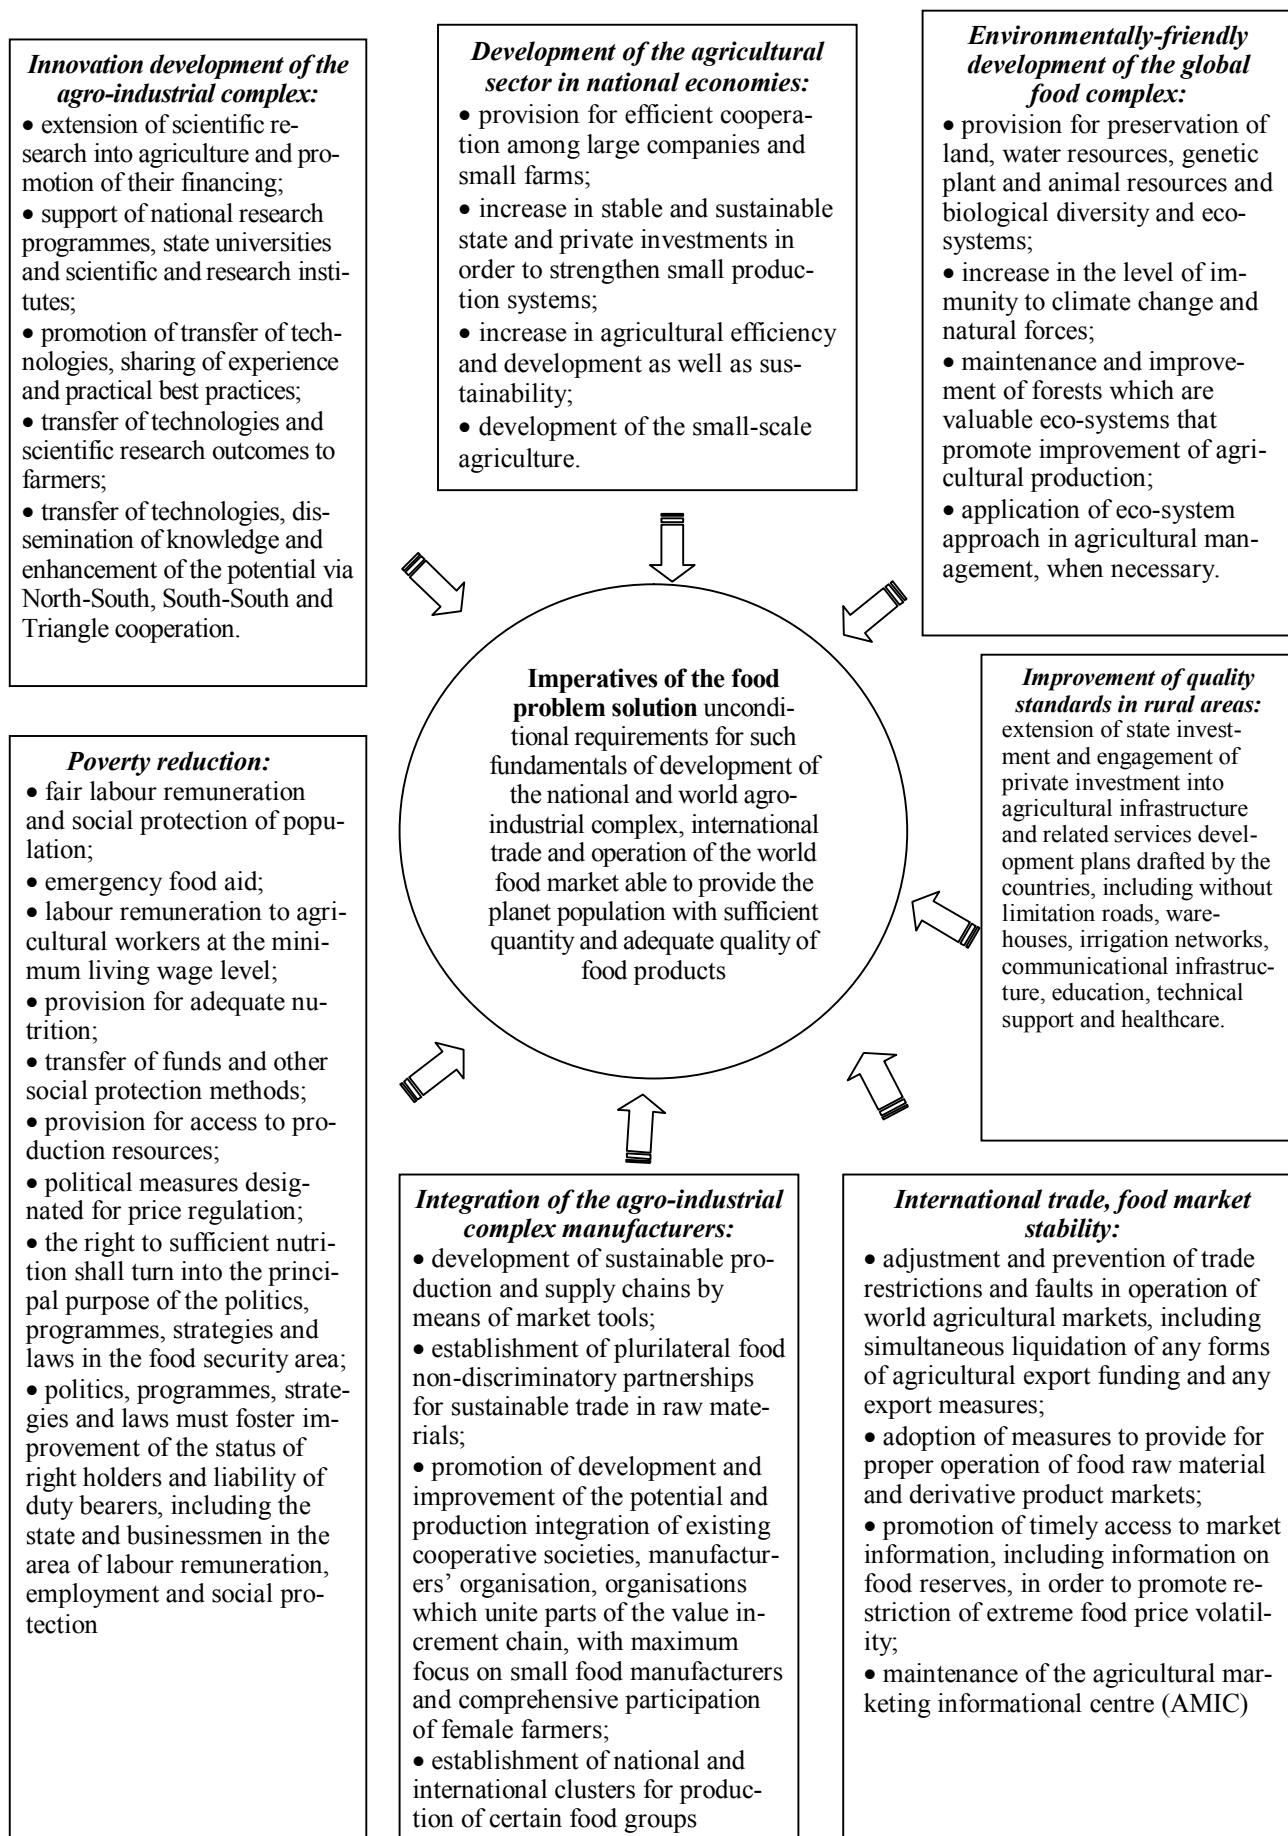 Innovation development of the
agro-industrial complex:
• extension of scientific re-
search into agriculture and pro-
motion of their financing;
• support of national research
programmes, state universities
and scientific and research insti-
tutes;
• promotion of transfer of tech-
nologies, sharing of experience
and practical best practices;
• transfer of technologies and
scientific research outcomes to
farmers;
• transfer of technologies, dis-
semination of knowledge and
enhancement of the potential via
North-South, South-South and
Triangle cooperation.
Development of the agricultural
sector in national economies:
• provision for efficient coopera-
tion among large companies and
small farms;
• increase in stable and sustainable
state and private investments in
order to strengthen small produc-
tion systems;
• increase in agricultural efficiency
and development as well as sus-
tainability;
• development of the small-scale
agriculture.
Environmentally-friendly
development of the global
food complex:
• provision for preservation of
land, water resources, genetic
plant and animal resources and
biological diversity and eco-
systems;
• increase in the level of im-
munity to climate change and
natural forces;
• maintenance and improve-
ment of forests which are
valuable eco-systems that
promote improvement of agri-
cultural production;
• application of eco-system
approach in agricultural man-
agement, when necessary.
Imperatives of the food
problem solution uncondi-
tional requirements for such
fundamentals of development of
the national and world agro-
industrial complex, international
trade and operation of the world
food market able to provide the
planet population with sufficient
quantity and adequate quality of
food products
Improvement of quality
standards in rural areas:
extension of state invest-
ment and engagement of
private investment into
agricultural infrastructure
and related services devel-
opment plans drafted by the
countries, including without
limitation roads, ware-
houses, irrigation networks,
communicational infrastruc-
ture, education, technical
support and healthcare.
Poverty reduction:
• fair labour remuneration
and social protection of popu-
lation;
• emergency food aid;
• labour remuneration to agri-
cultural workers at the mini-
mum living wage level;
• provision for adequate nu-
trition;
• transfer of funds and other
social protection methods;
• provision for access to pro-
duction resources;
• political measures desig-
nated for price regulation;
• the right to sufficient nutri-
tion shall turn into the princi-
pal purpose of the politics,
programmes, strategies and
laws in the food security area;
• politics, programmes, strate-
gies and laws must foster im-
provement of the status of
right holders and liability of
duty bearers, including the
state and businessmen in the
area of labour remuneration,
employment and social pro-
tection
Integration of the agro-industrial
complex manufacturers:
• development of sustainable pro-
duction and supply chains by
means of market tools;
• establishment of plurilateral food
non-discriminatory partnerships
for sustainable trade in raw mate-
rials;
• promotion of development and
improvement of the potential and
production integration of existing
cooperative societies, manufactur-
ers’ organisation, organisations
which unite parts of the value in-
crement chain, with maximum
focus on small food manufacturers
and comprehensive participation
of female farmers;
• establishment of national and
international clusters for produc-
tion of certain food groups
International trade, food market
stability:
• adjustment and prevention of trade
restrictions and faults in operation of
world agricultural markets, including
simultaneous liquidation of any forms
of agricultural export funding and any
export measures;
• adoption of measures to provide for
proper operation of food raw material
and derivative product markets;
• promotion of timely access to market
information, including information on
food reserves, in order to promote re-
striction of extreme food price volatil-
ity;
• maintenance of the agricultural mar-
keting informational centre (AMIC)